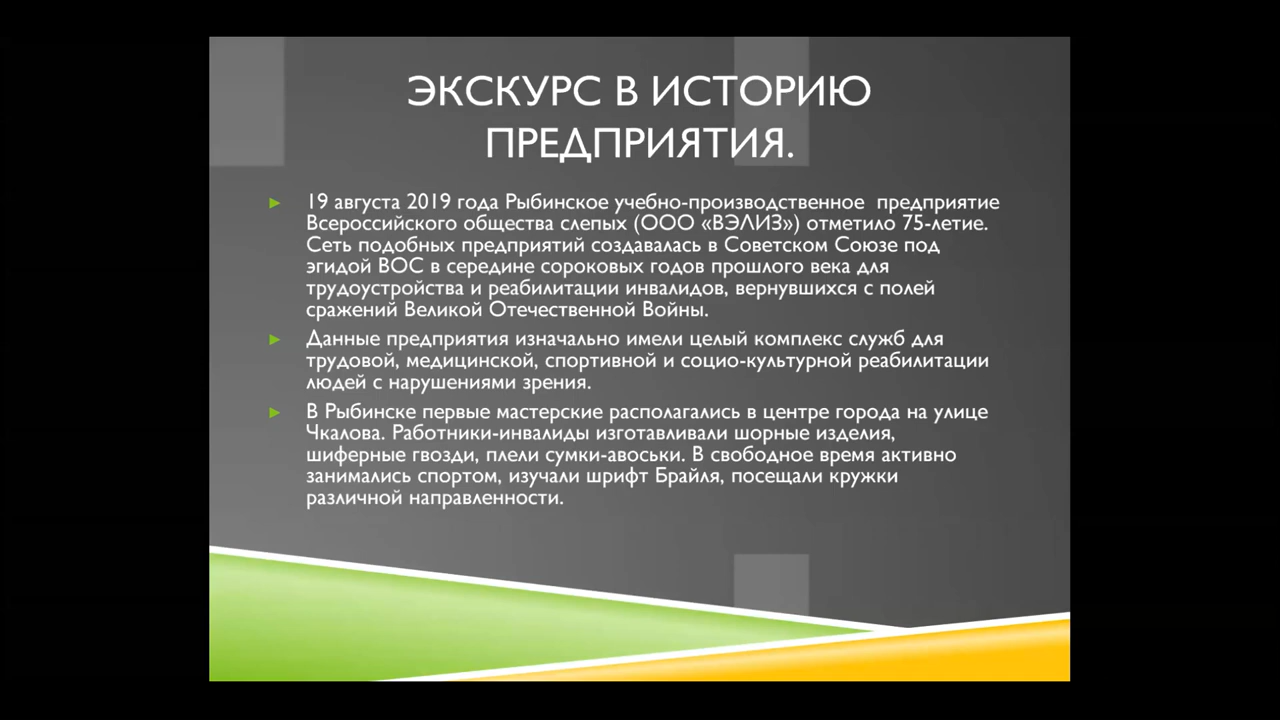 ЭКСКУРС В ИСТОРИЮ
ПРЕДПРИЯТИЯ.
19 августа 2019 года Рыбинское учебно-производственное предприятие
Всероссийского общества слепых (ООО «ВЭЛИЗ») отметило 75-летие.
Сеть подобных предприятий создавалась в Советском Союзе под
эгидой ВОС в середине сороковых годов прошлого века для
трудоустройства и реабилитации инвалидов, вернувшихся с полей
сражений Великой Отечественной Войны.
Данные предприятия изначально имели целый комплекс служб для
трудовой, медицинской, спортивной и социо-культурной реабилитации
людей с нарушениями зрения.
В Рыбинске первые мастерские располагались в центре города на улице
Чкалова. Работники-инвалиды изготавливали шорные изделия,
шиферные гвозди, плели сумки-авоськи. В свободное время активно
занимались спортом, изучали шрифт Брайля, посещали кружки
различной направленности.